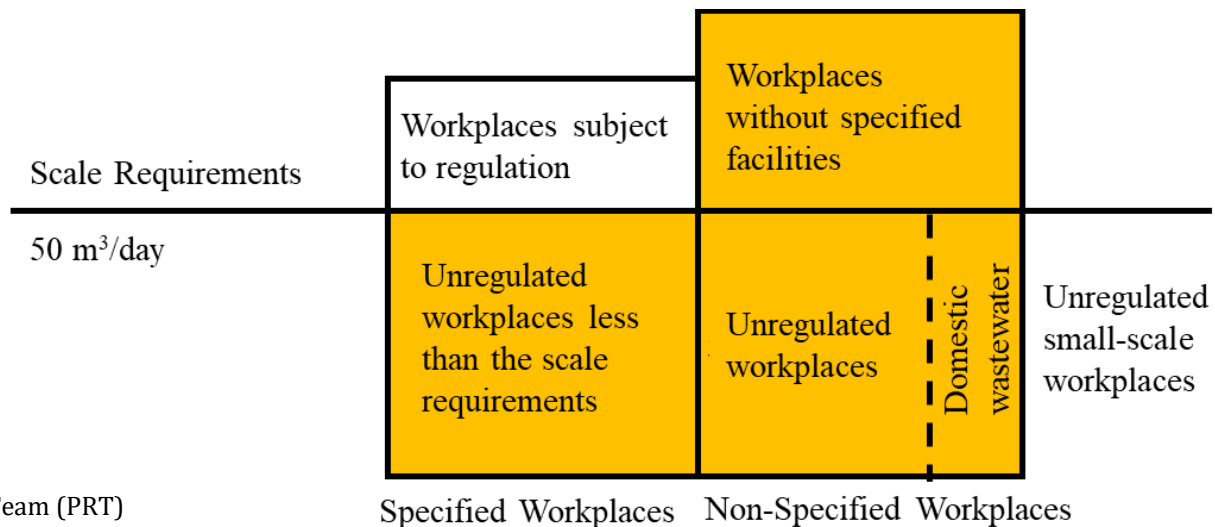 Workplaces
without specified
facilities
Workplaces subject
to regulation
Scale Requirements
50 m³/day
Unregulated
workplaces less
than the scale
requirements
Unregulated
workplaces
Domestic
wastewater
Unregulated
small-scale
workplaces
Team (PRT)
Specified Workplaces
Non-Specified Workplaces